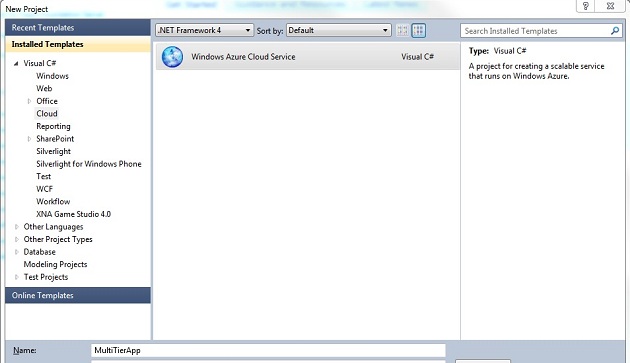 New Project
Recent Templates
Installed Templates
Visual C#
Windows
Web
Office
Cloud
Reporting
SharePoint
Silverlight
Silverlight for Windows Phone
Test
WCF
Workflow
XNA Game Studio 4.0
Other Languages
Other Project Types
Database
Modeling Projects
Test Projects
Online Templates
.NET Framework 4
Sort by: Default
Windows Azure Cloud Service Visual C#
Search Installed Templates
Type: Visual C#
A project for creating a scalable service
that runs on Windows Azure.
Name: MultiTierApp